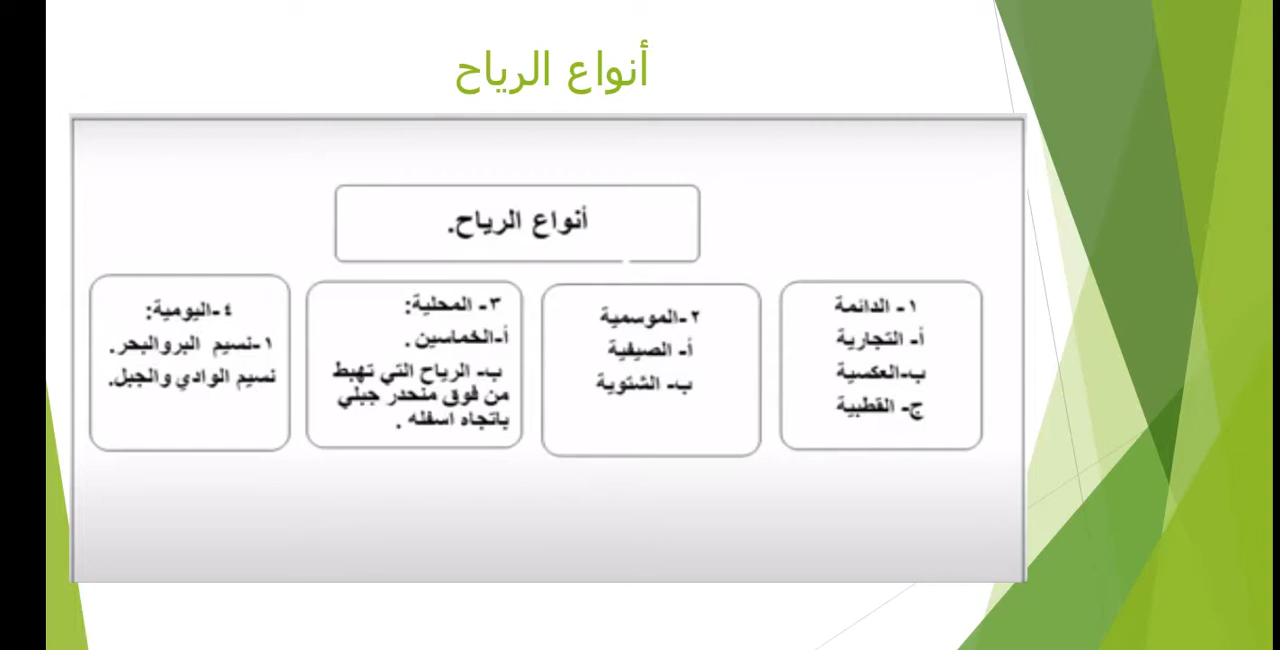 أنواع الرياح
أنواع الرياح.
١- الدائمة
أ- التجارية
ب-العكسية
ج- القطبية
٢-الموسمية
أ- الصيفية
ب- الشتوية
٣- المحلية:
أ-الخماسين.
ب- الرياح التي تهبط
من فوق منحدر جبلي
باتجاه اسفله .
٤-اليومية:
١-نسيم البروالبحر.
نسيم الوادي والجبل.